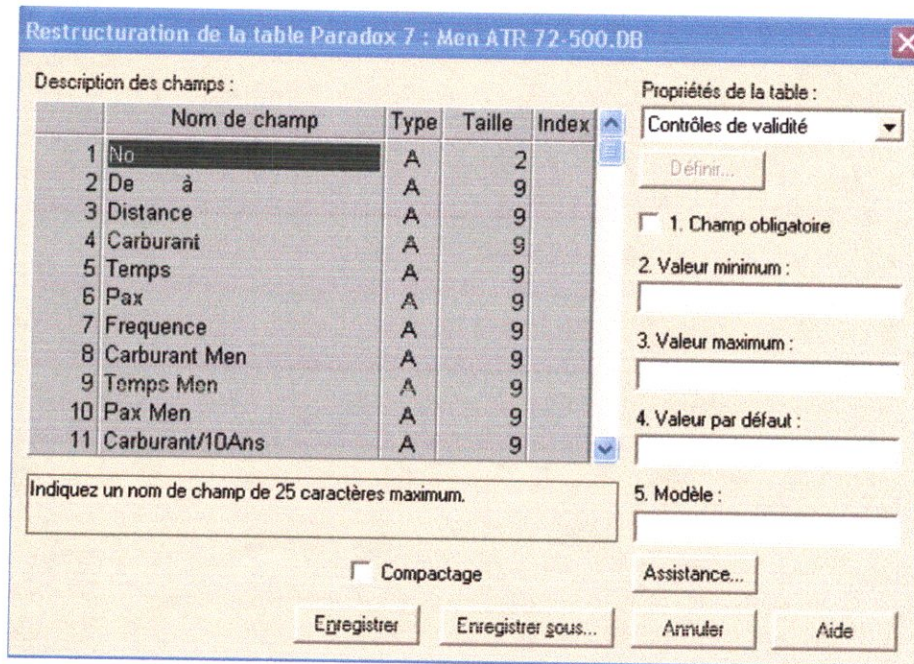 Restructuration de la table Paradox 7 : Men ATR 72-500.DB
Description des champs :
Nom de champ Type Taille Index
1 No A 2
2 De à A 9
3 Distance A 9
4 Carburant A 9
5 Temps A 9
6 Pax A 9
7 Frequence A 9
8 Carburant Men A 9
9 Temps Men A 9
10 Pax Men A 9
11 Carburant/10Ans A 9
Indiquez un nom de champ de 25 caractères maximum.
Compactage
Propriétés de la table :
Contrôles de validité
Définir...
1. Champ obligatoire
2. Valeur minimum :
3. Valeur maximum :
4. Valeur par défaut :
5. Modèle :
Assistance...
Enregistrer Enregistrer sous... Annuler Aide